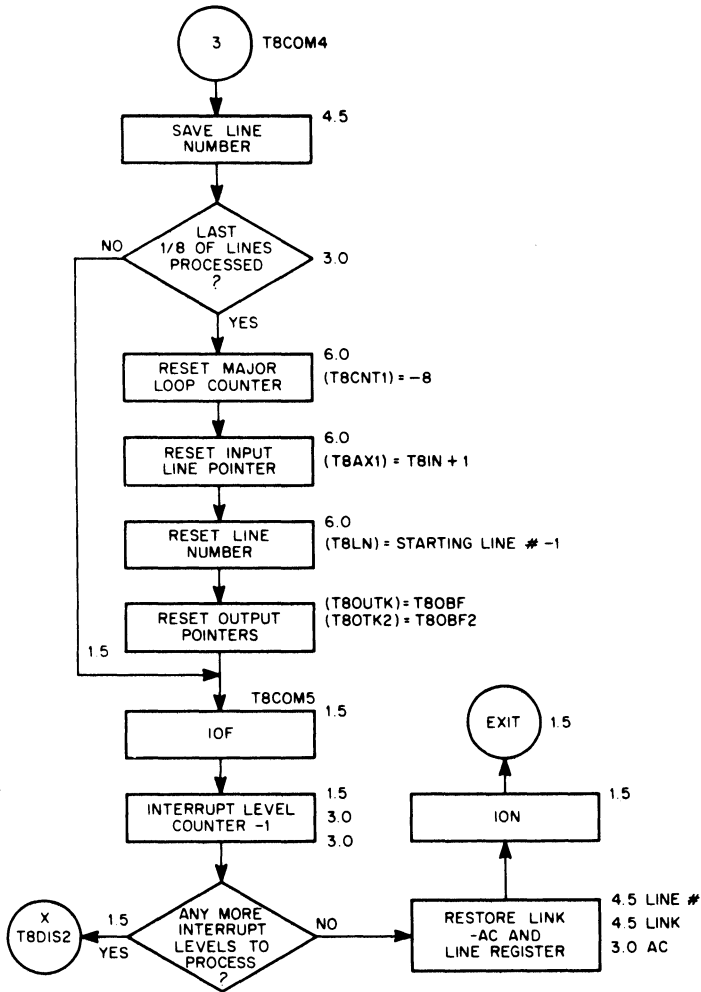 3
T8COM4
4.5
SAVE LINE
NUMBER
LAST
1/8 OF LINES
PROCESSED
?
NO
3.0
YES
6.0
RESET MAJOR
LOOP COUNTER
(T8CNT1) = -8
6.0
RESET INPUT
LINE POINTER
(T8AX1) = T8IN + 1
6.0
RESET LINE
NUMBER
(T8LN) = STARTING LINE # -1
RESET OUTPUT
POINTERS
(T8OUTK) = T8OBF
(T8OTK2) = T8OBF2
1.5
T8COM5
1.5
IOF
EXIT
1.5
1.5
3.0
3.0
INTERRUPT LEVEL
COUNTER -1
1.5
ION
X
T8DIS2
1.5
YES
ANY MORE
INTERRUPT
LEVELS TO
PROCESS
?
NO
RESTORE LINK
-AC AND
LINE REGISTER
4.5 LINE #
4.5 LINK
3.0 AC